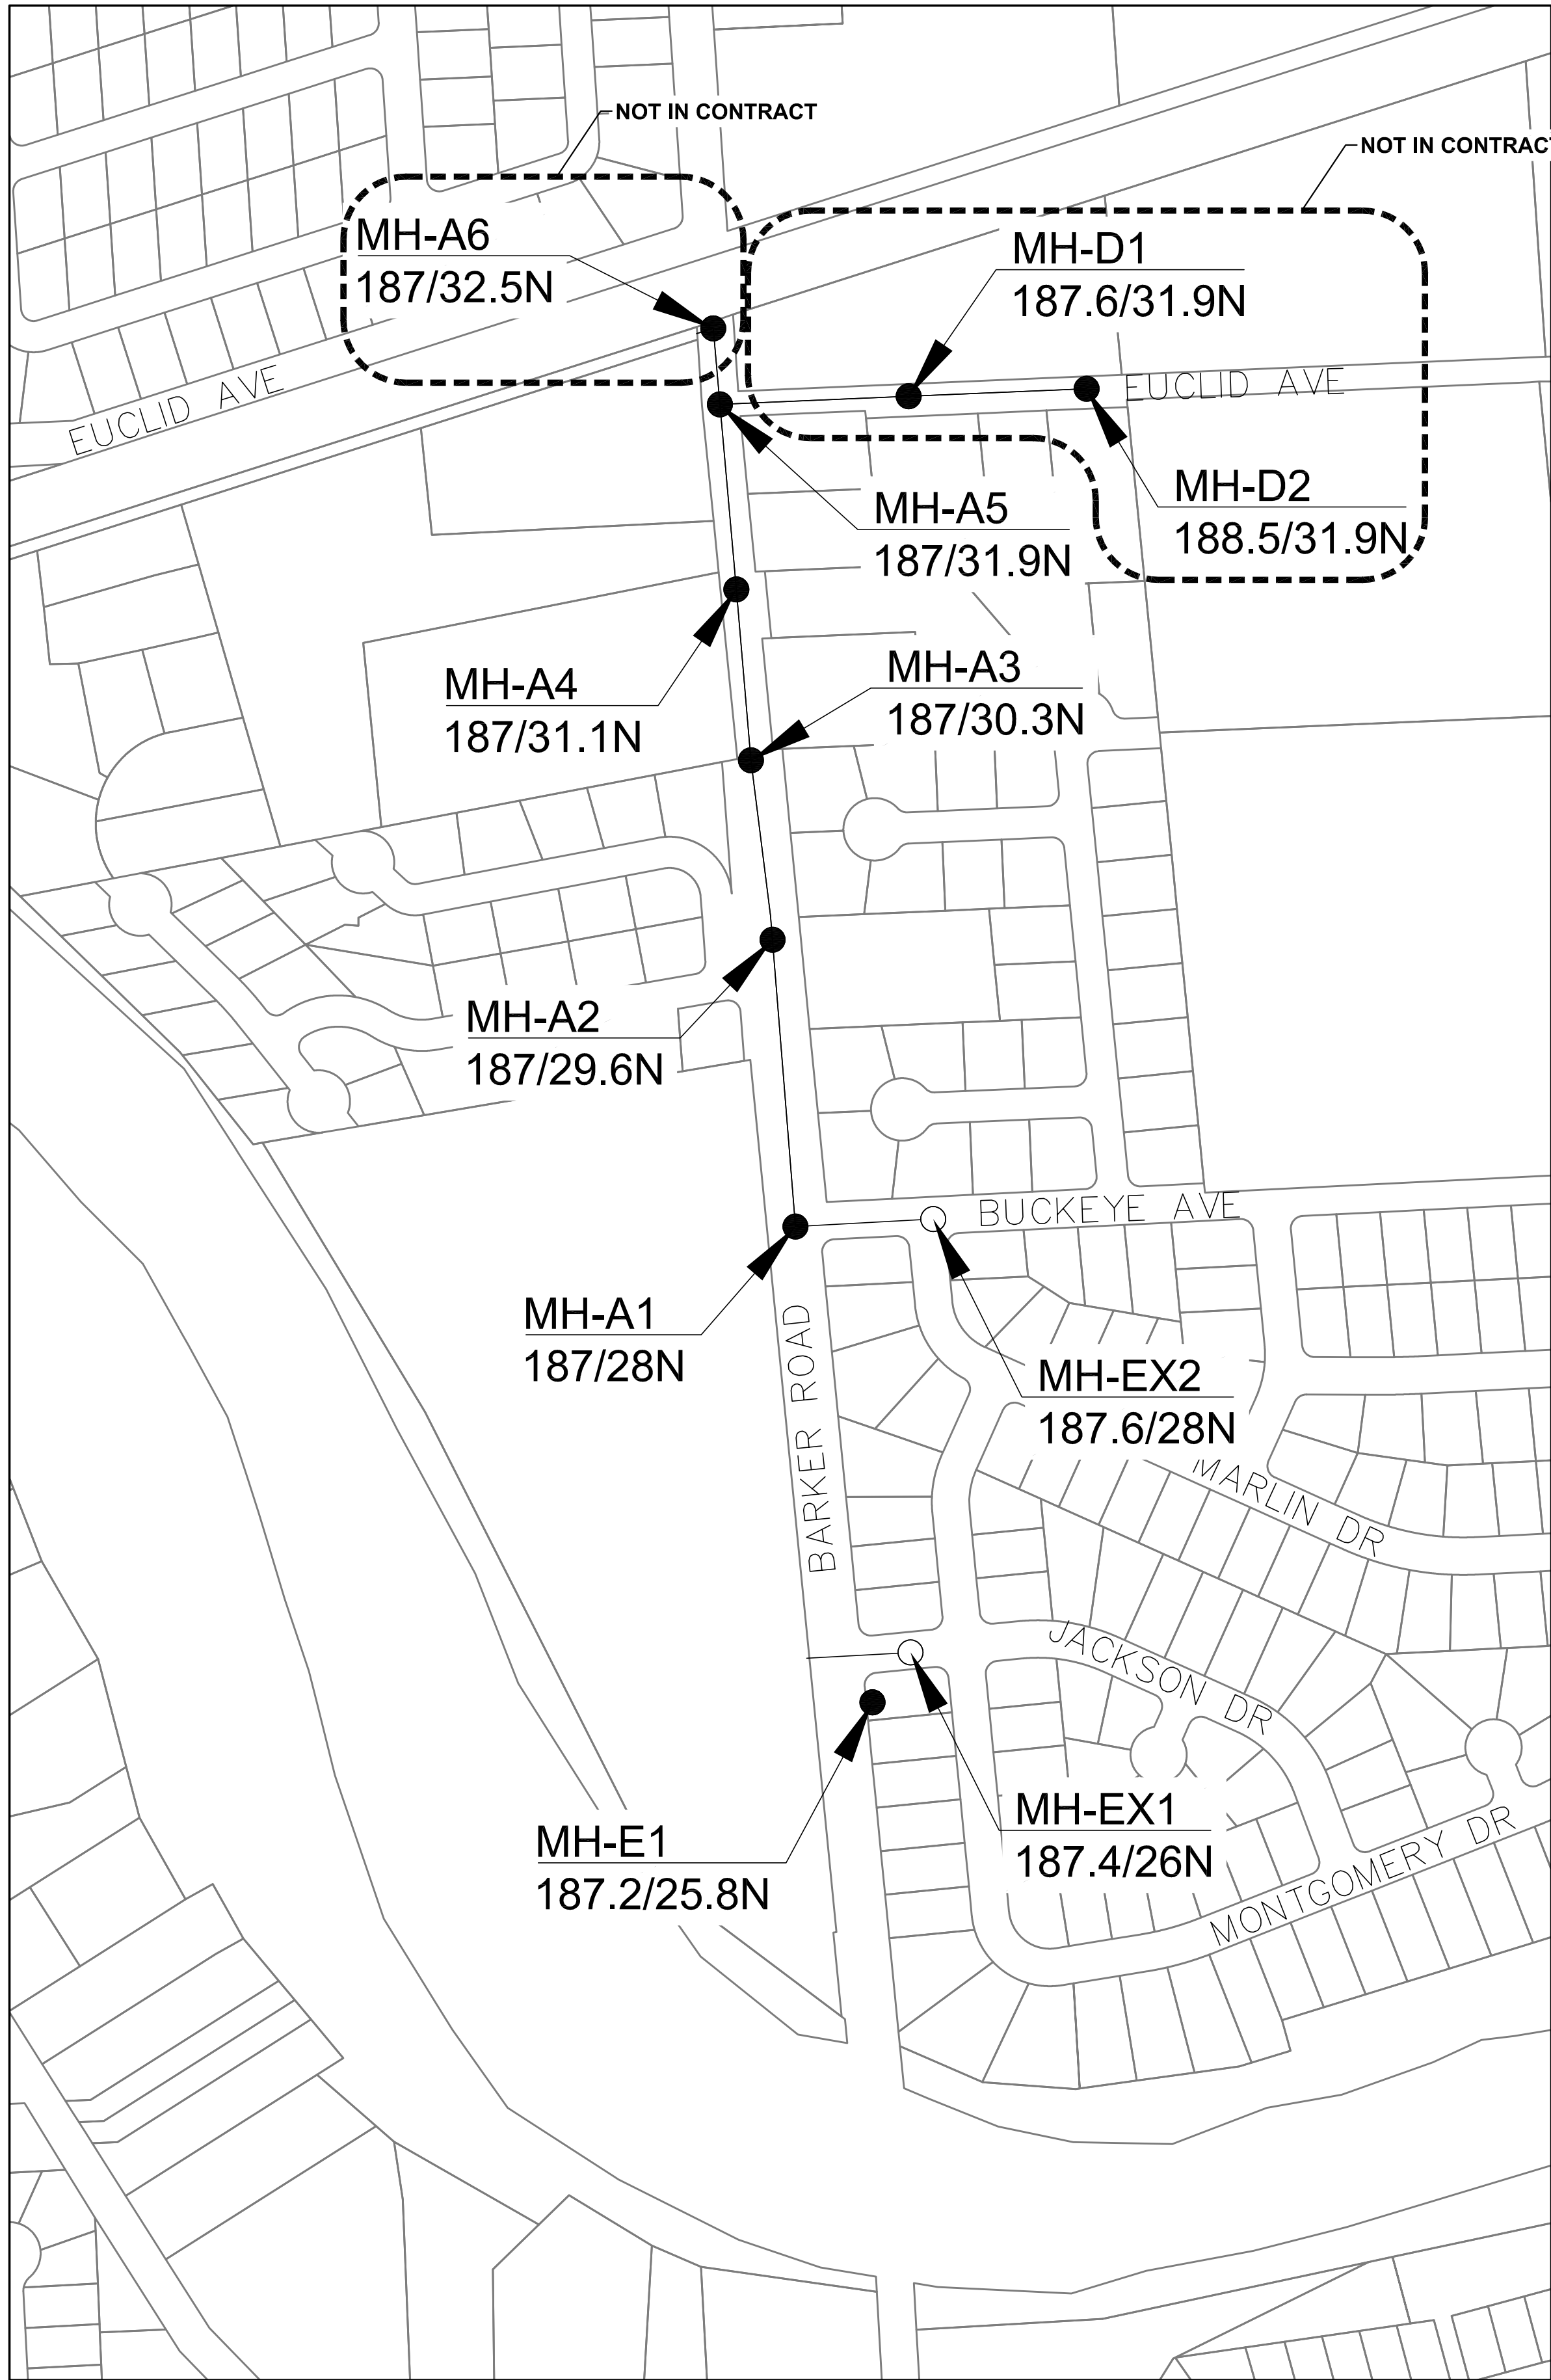 NOT IN CONTRACT
NOT IN CONTRACT
MH-A6
187/32.5N
MH-D1
187.6/31.9N
EUCLID AVE
EUCLID AVE
MH-A5
187/31.9N
MH-D2
188.5/31.9N
MH-A4
187/31.1N
MH-A3
187/30.3N
MH-A2
187/29.6N
BUCKEYE AVE
MH-A1
187/28N
BARKER ROAD
MH-EX2
187.6/28N
MARLIN DR
JACKSON DR
MH-E1
187.2/25.8N
MH-EX1
187.4/26N
MONTGOMERY DR